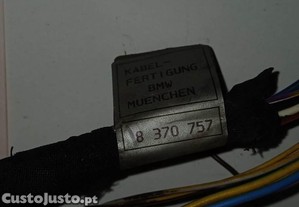 KABEL-
FERTIGUNG
BMW
MUENCHEN
8 370 757
CustoJusto.pt